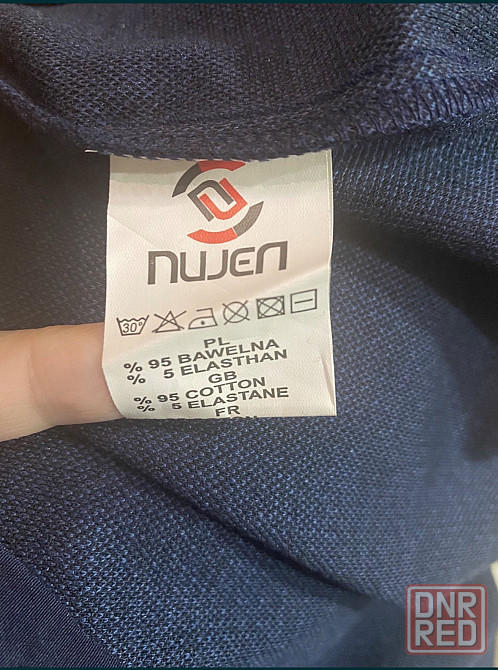 NUJEN
30°
PL
% 95 BAWELNA
% 5 ELASTHAN
GB
% 95 COTTON
% 5 ELASTANE
FR
DNR
RED